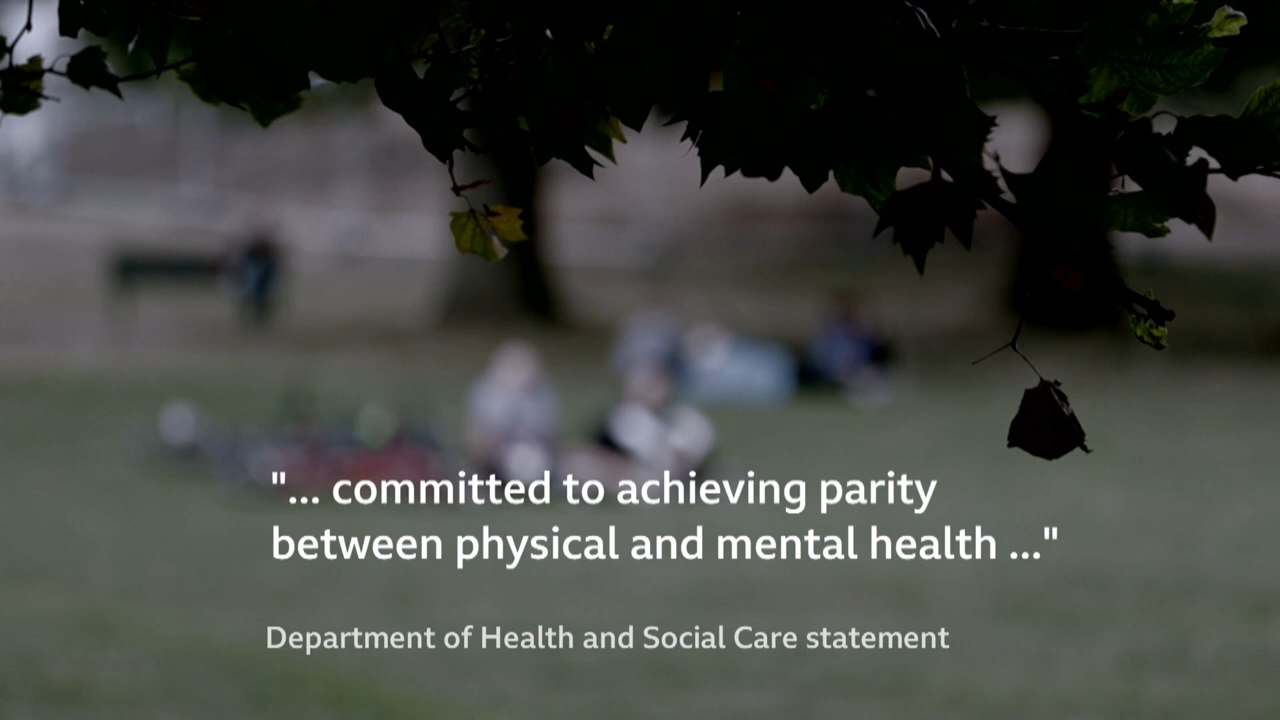 "... committed to achieving parity
between physical and mental health ..."
Department of Health and Social Care statement